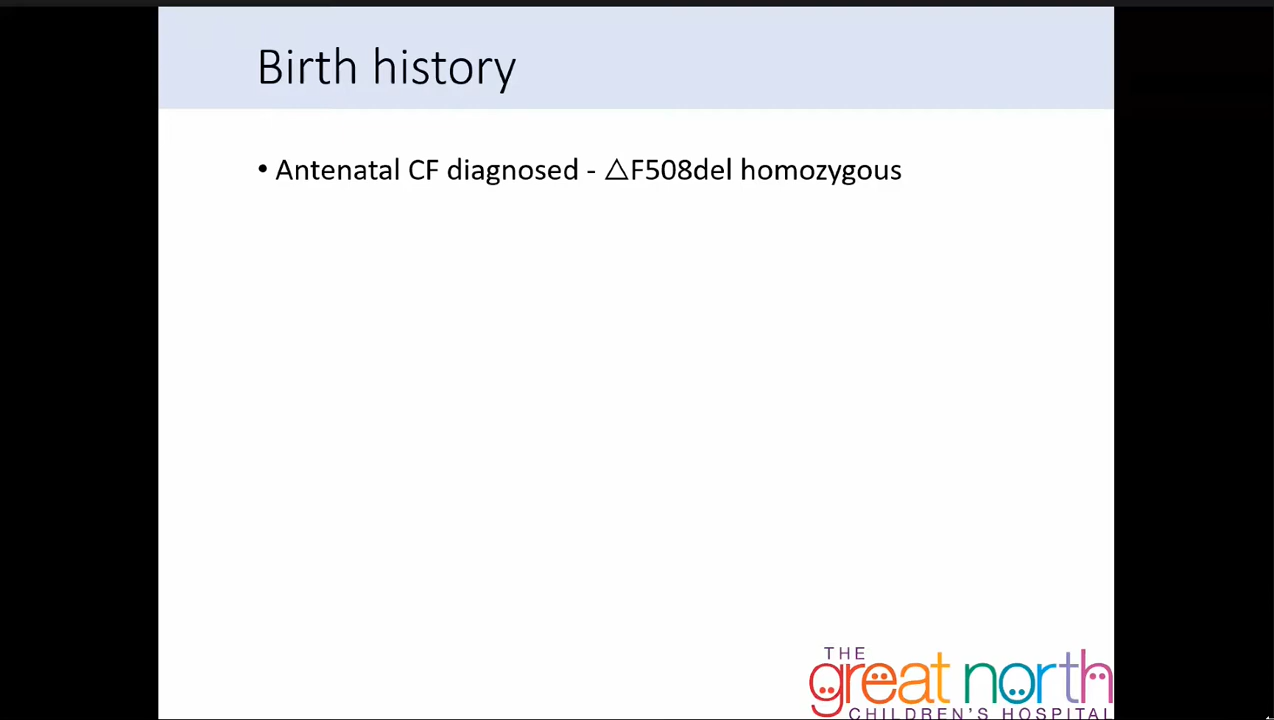 Birth history
• Antenatal CF diagnosed - △F508del homozygous
THE
great north
CHILDREN'S HOSPITAL